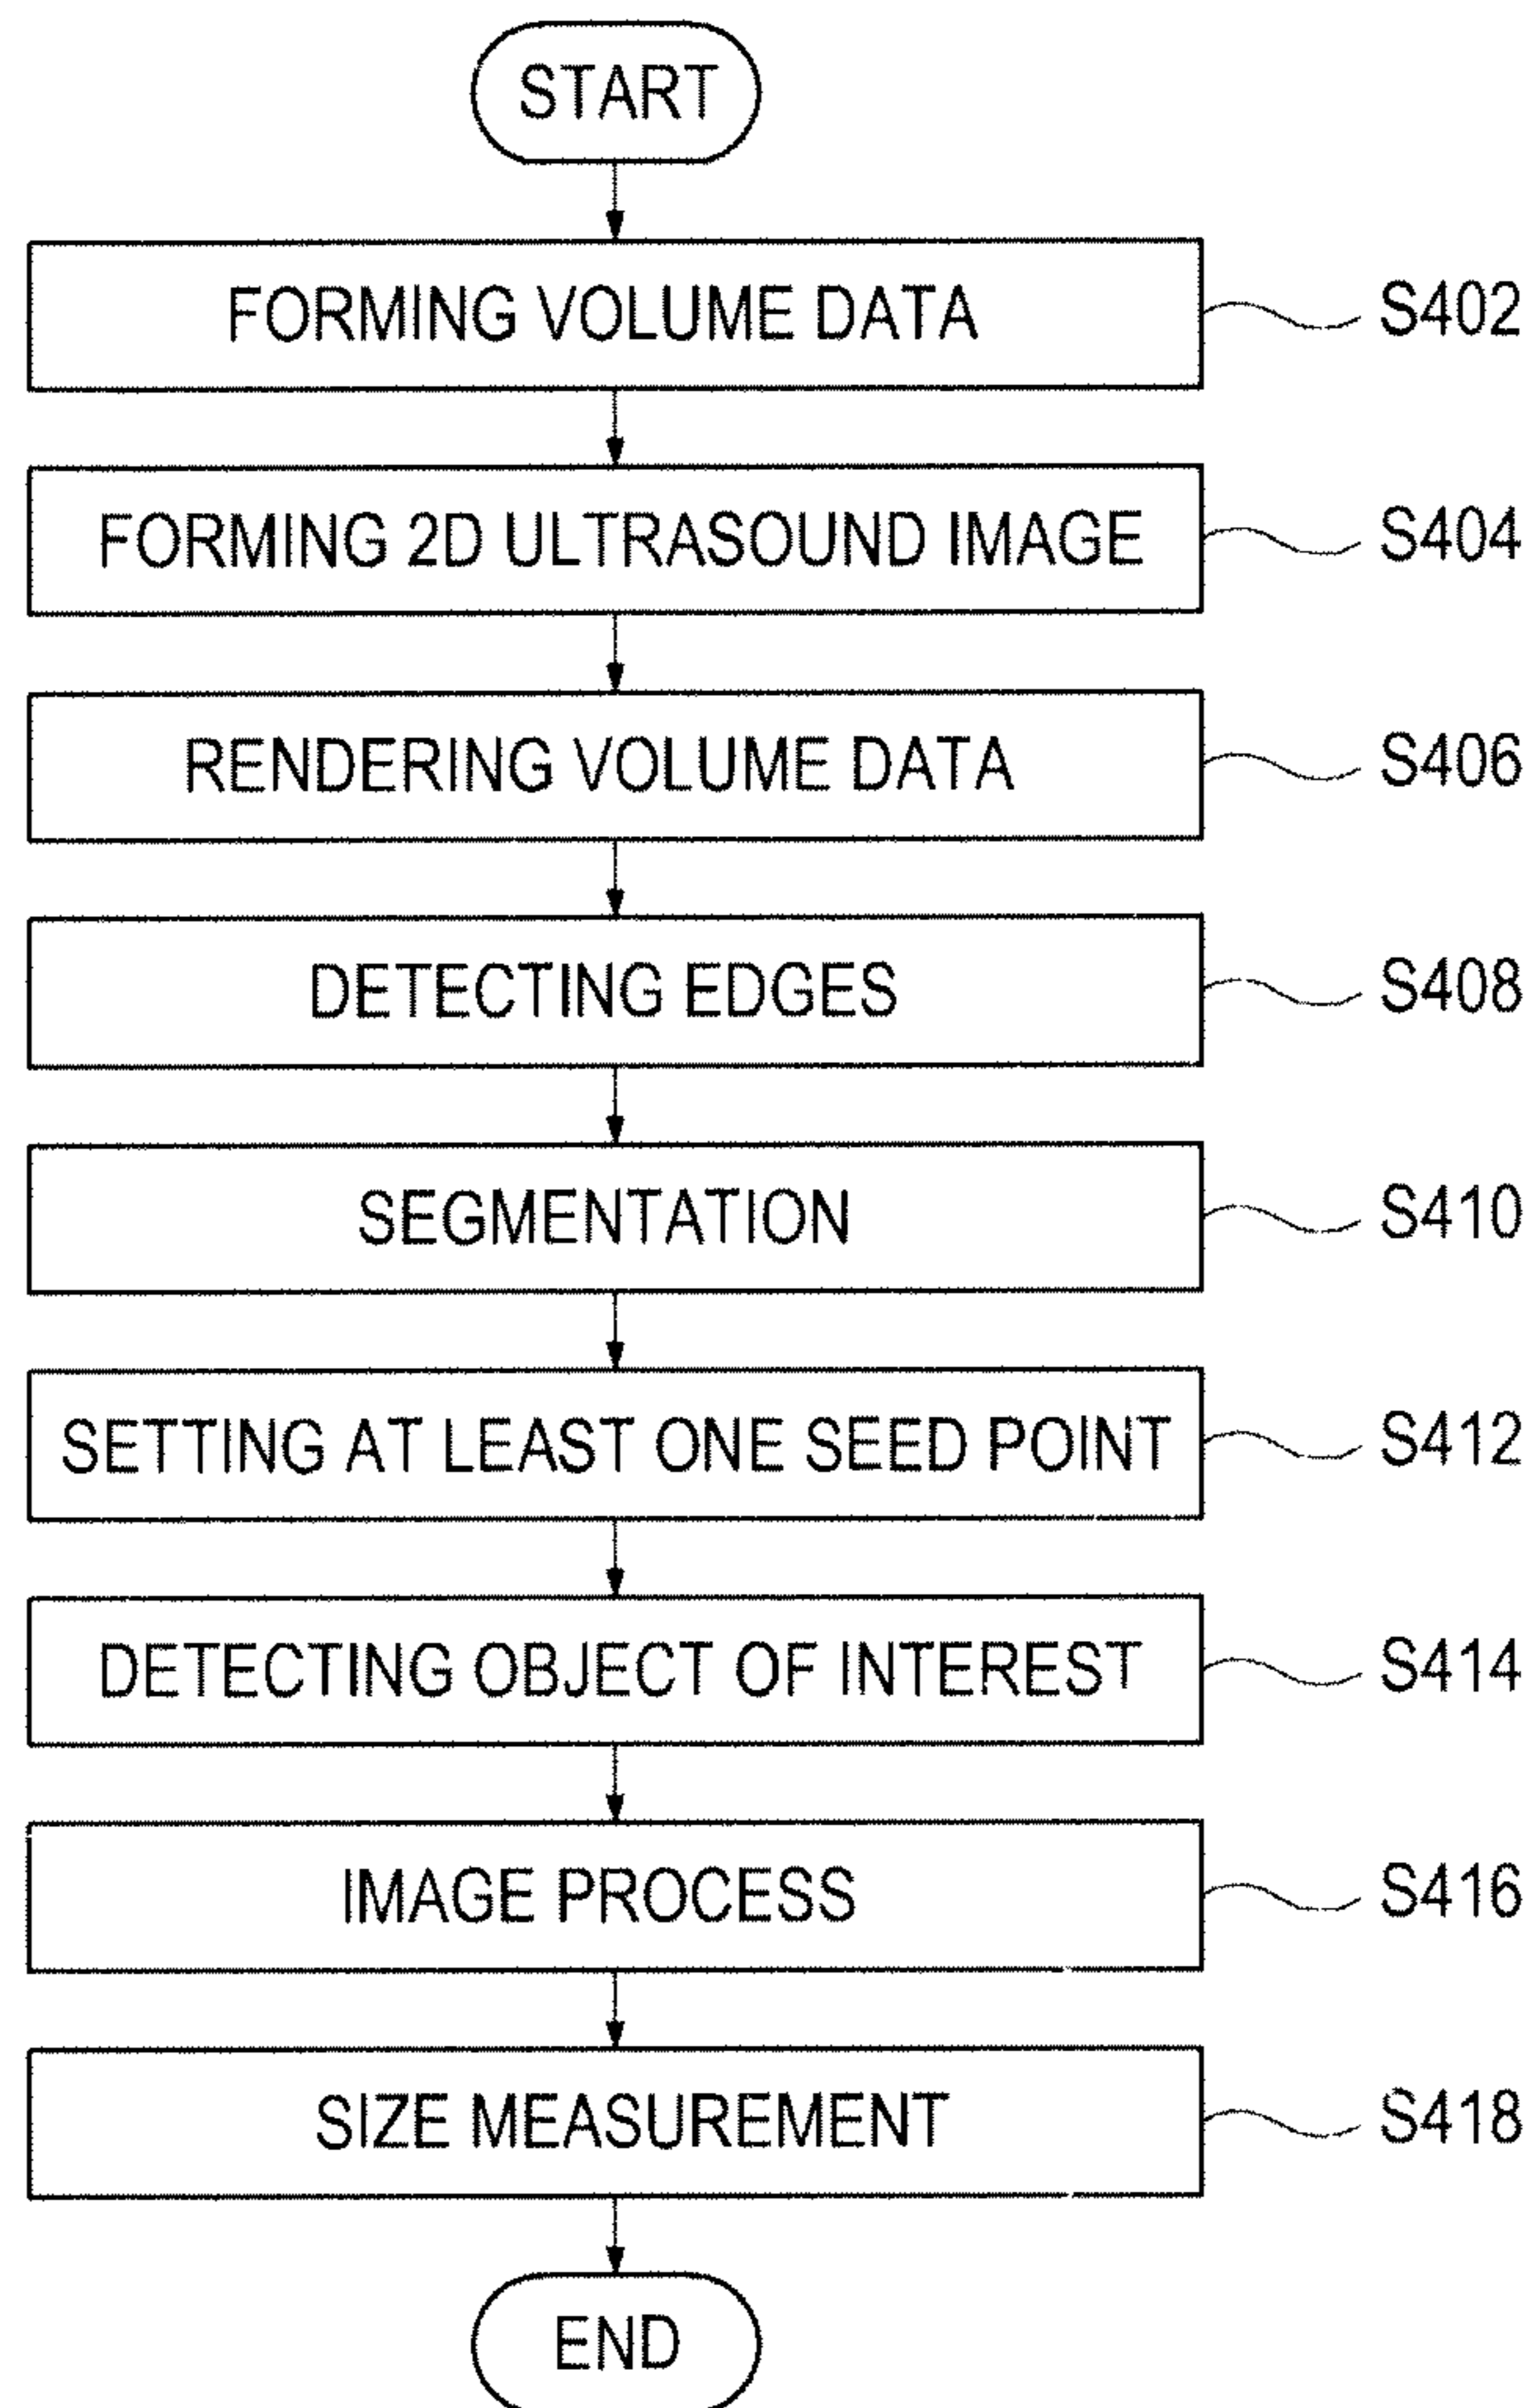 START
FORMING VOLUME DATA S402
FORMING 2D ULTRASOUND IMAGE S404
RENDERING VOLUME DATA S406
DETECTING EDGES S408
SEGMENTATION S410
SETTING AT LEAST ONE SEED POINT S412
DETECTING OBJECT OF INTEREST S414
IMAGE PROCESS S416
SIZE MEASUREMENT S418
END